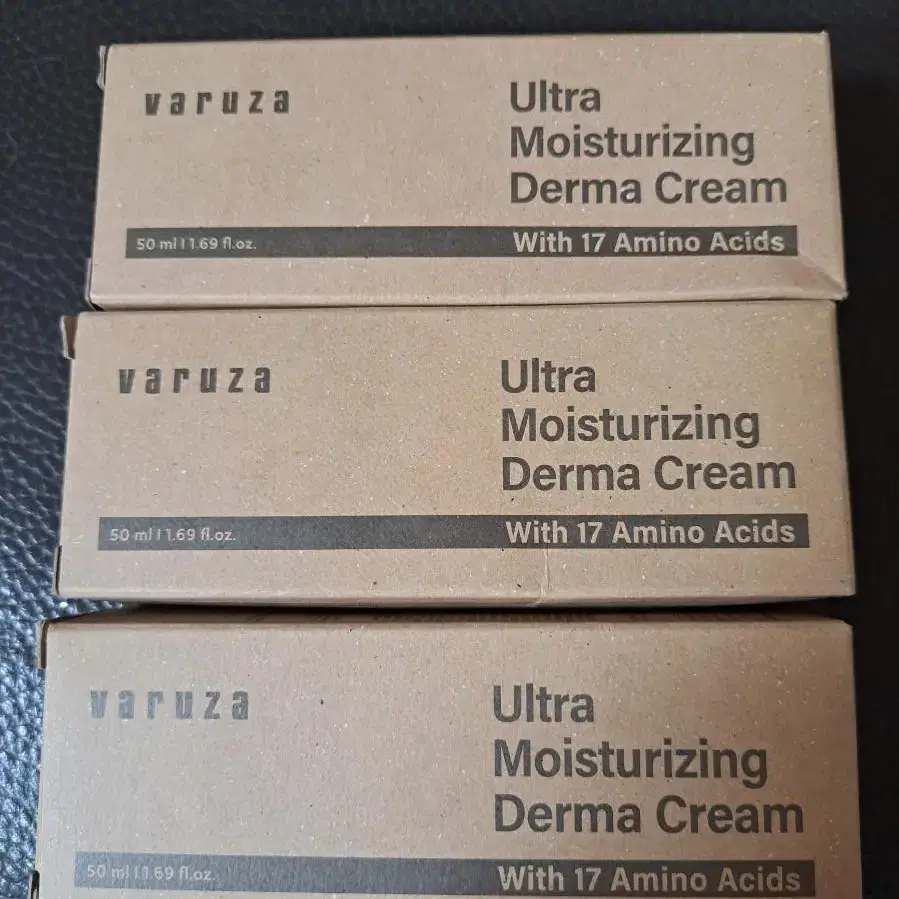 varuza
Ultra
Moisturizing
Derma Cream
50 ml I 1.69 fl.oz.
With 17 Amino Acids
varuza
Ultra
Moisturizing
Derma Cream
50 ml I 1.69 fl.oz.
With 17 Amino Acids
varuza
Ultra
Moisturizing
Derma Cream
50 ml I 1.69 fl.oz.
With 17 Amino Acids